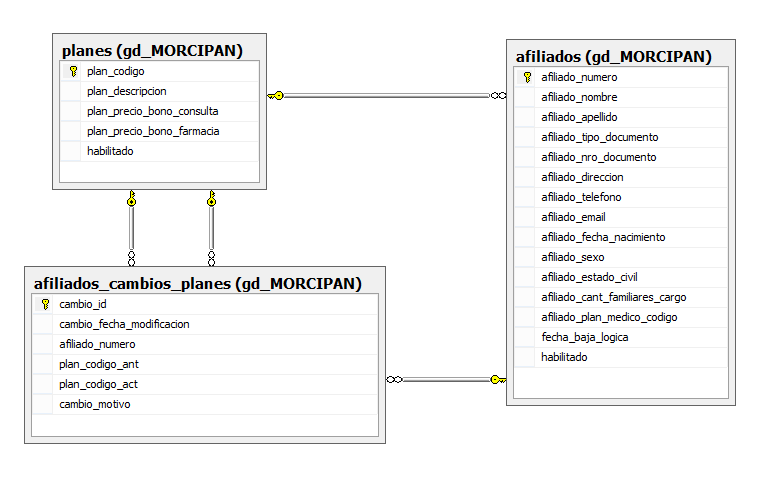 planes (gd_MORCIPAN)
plan_codigo
plan_descripcion
plan_precio_bono_consulta
plan_precio_bono_farmacia
habilitado
afiliados (gd_MORCIPAN)
afiliado_numero
afiliado_nombre
afiliado_apellido
afiliado_tipo_documento
afiliado_nro_documento
afiliado_direccion
afiliado_telefono
afiliado_email
afiliado_fecha_nacimiento
afiliado_sexo
afiliado_estado_civil
afiliado_cant_familiares_cargo
afiliado_plan_medico_codigo
fecha_baja_logica
habilitado
afiliados_cambios_planes (gd_MORCIPAN)
cambio_id
cambio_fecha_modificacion
afiliado_numero
plan_codigo_ant
plan_codigo_act
cambio_motivo